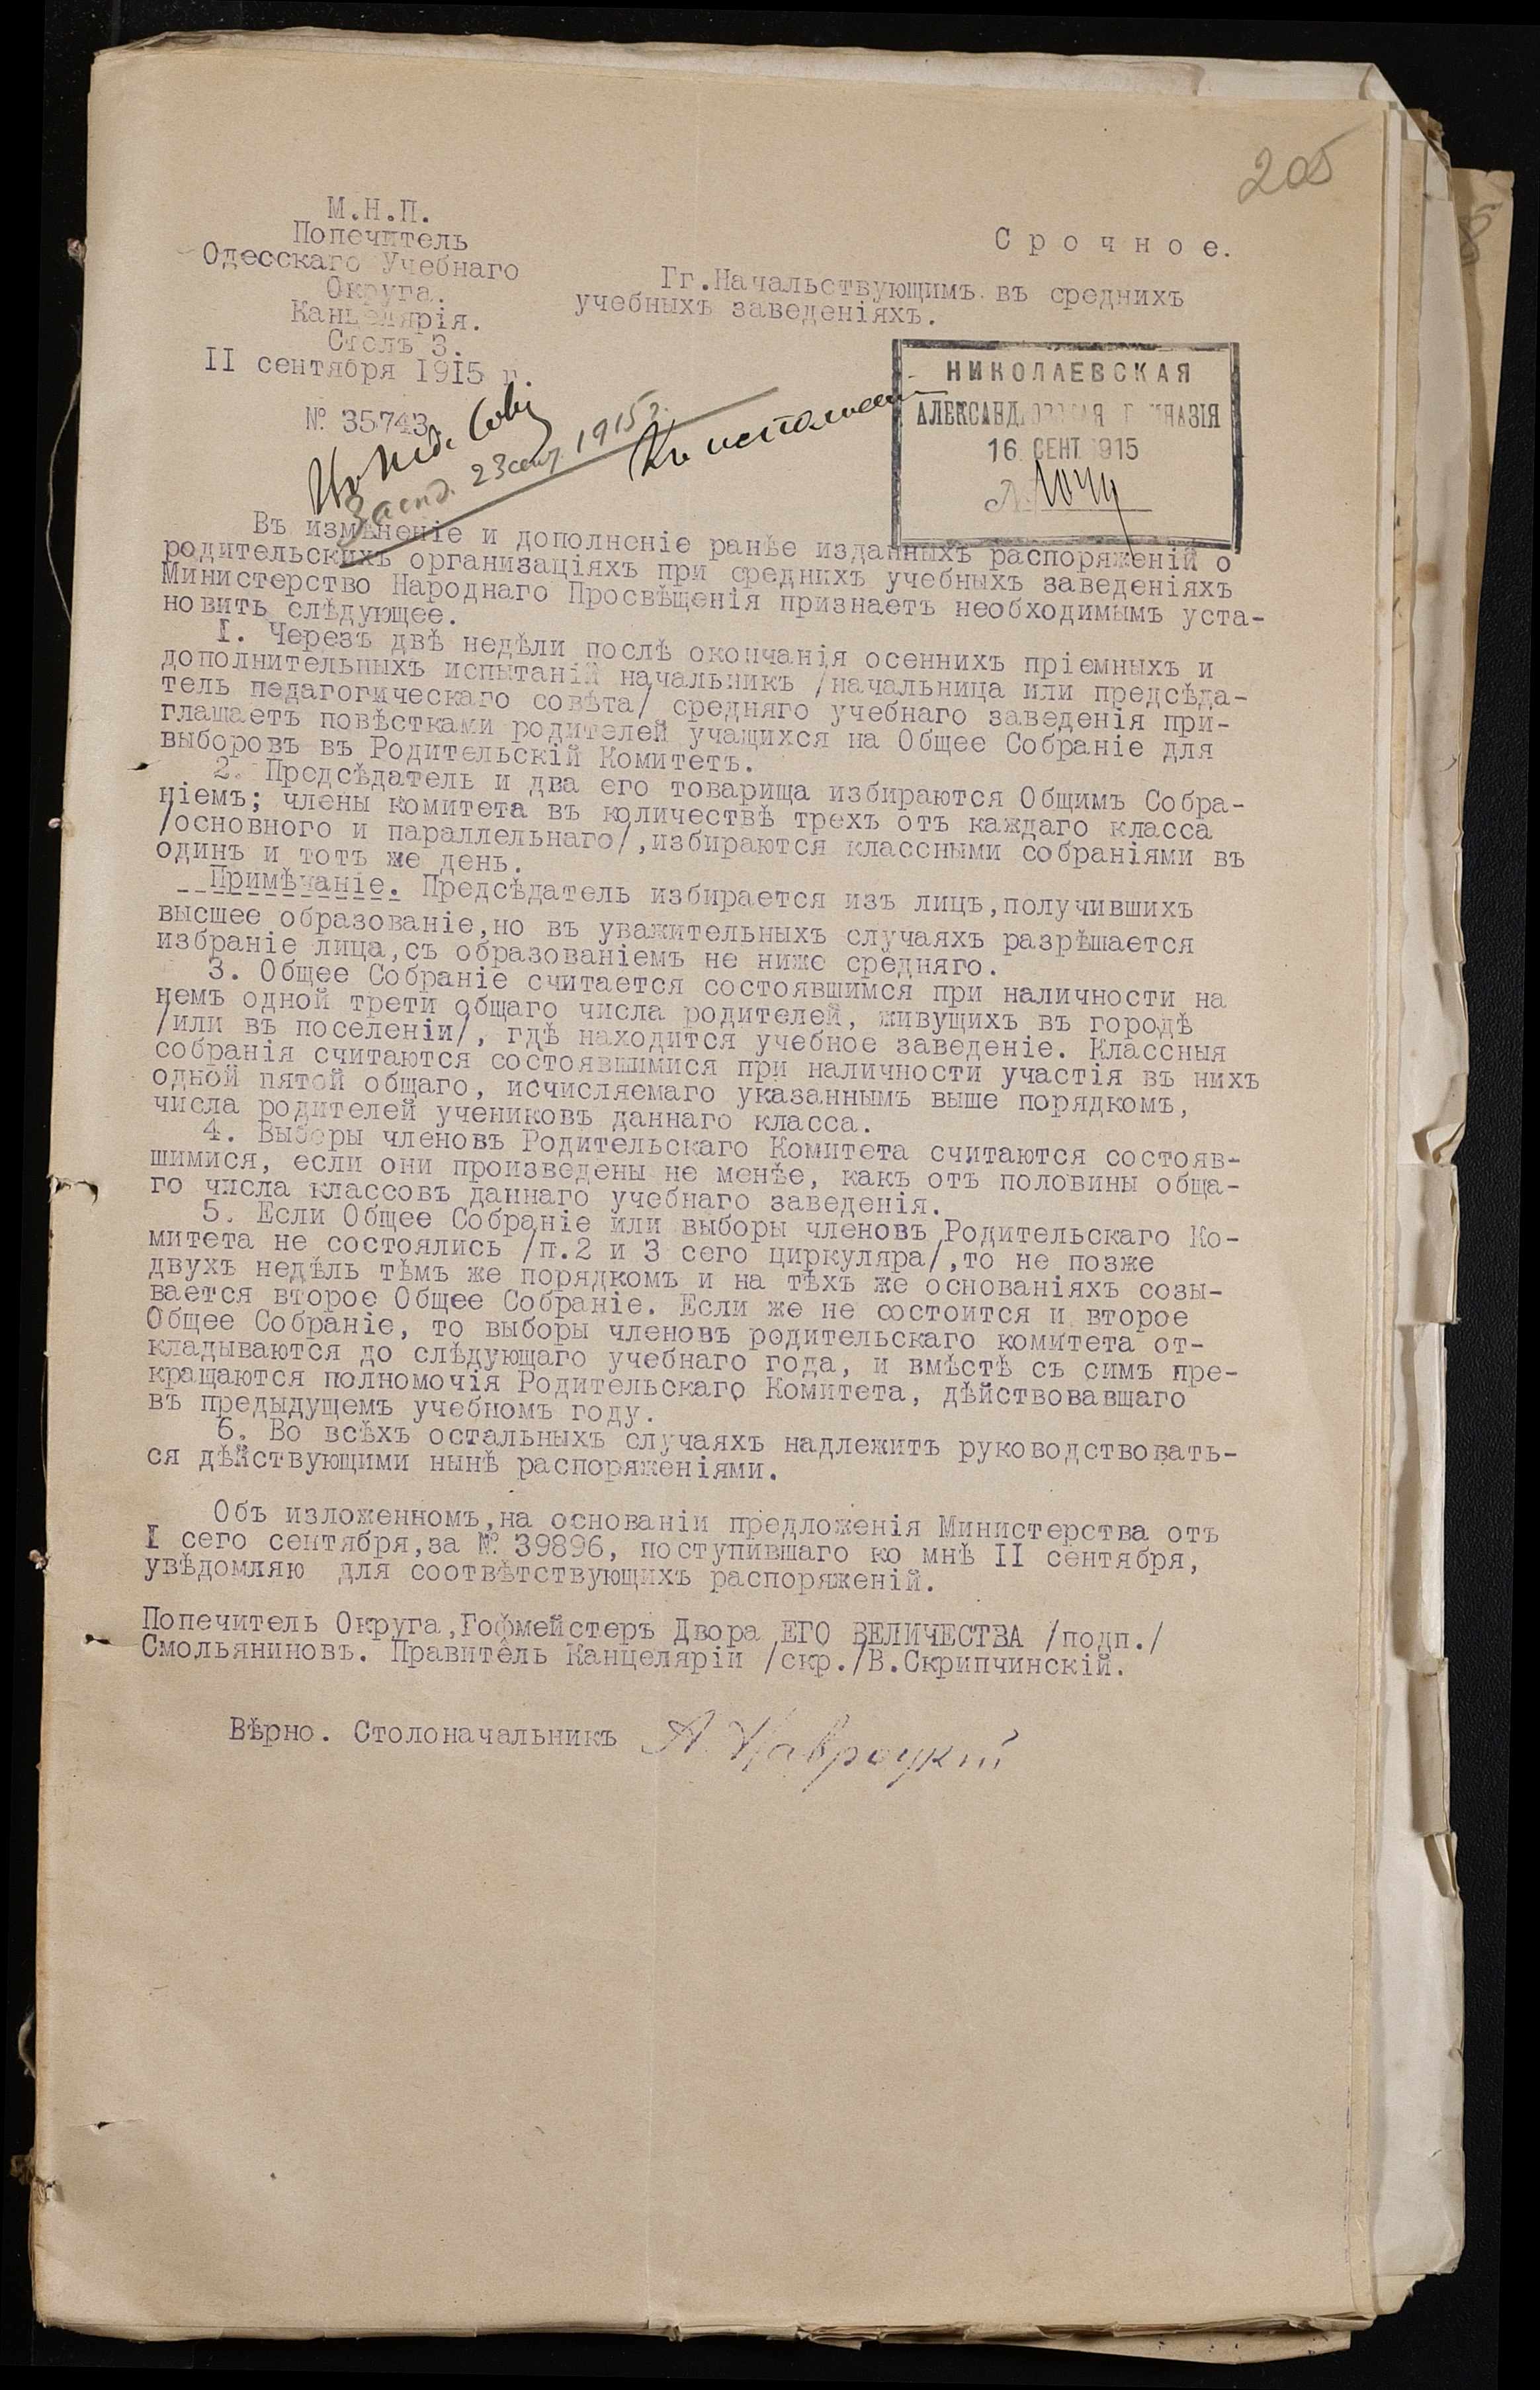 205
М.Н.П.
Попечитель
Одесскаго Учебнаго
Округа.
Канцелярія.
Столъ 3.
II сентября 1915 г.
№ 35743
Срочное.
Гг.Начальствующимъ въ среднихъ
учебныхъ заведеніяхъ.
НИКОЛАЕВСКАЯ
АЛЕКСАНДРОВСКАЯ ГИМНАЗІЯ
16 СЕНТ 1915
№
Засѣд. 23 сент. 1915 г.
Къ исполнен
Въ измѣненіе и дополненіе ранѣе изданныхъ распоряженій о
родительскихъ организаціяхъ при среднихъ учебныхъ заведеніяхъ
Министерство Народнаго Просвѣщенія признаетъ необходимымъ уста-
новить слѣдующее.
I. Черезъ двѣ недѣли послѣ окончанія осеннихъ пріемныхъ и
дополнительныхъ испытаній начальникъ /начальница или предсѣда-
тель педагогическаго совѣта/ средняго учебнаго заведенія при-
глашаетъ повѣстками родителей учащихся на Общее Собраніе для
выборовъ въ Родительскій Комитетъ.
2. Предсѣдатель и два его товарища избираются Общимъ Собра-
ніемъ; члены комитета въ количествѣ трехъ отъ каждаго класса
/основного и параллельнаго/,избираются классными собраніями въ
одинъ и тотъ же день.
Примѣчаніе. Предсѣдатель избирается изъ лицъ,получившихъ
высшее образованіе,но въ уважительныхъ случаяхъ разрѣшается
избраніе лица,съ образованіемъ не ниже средняго.
3. Общее Собраніе считается состоявшимся при наличности на
немъ одной трети общаго числа родителей, живущихъ въ городѣ
/или въ поселеніи/, гдѣ находится учебное заведеніе. Классныя
собранія считаются состоявшимися при наличности участія въ нихъ
одной пятой общаго, исчисляемаго указаннымъ выше порядкомъ,
числа родителей учениковъ даннаго класса.
4. Выборы членовъ Родительскаго Комитета считаются состояв-
шимися, если они произведены не менѣе, какъ отъ половины обща-
го числа классовъ даннаго учебнаго заведенія.
5. Если Общее Собраніе или выборы членовъ Родительскаго Ко-
митета не состоялись /п.2 и 3 сего циркуляра/,то не позже
двухъ недѣль тѣмъ же порядкомъ и на тѣхъ же основаніяхъ созы-
вается второе Общее Собраніе. Если же не состоится и второе
Общее Собраніе, то выборы членовъ родительскаго комитета от-
кладываются до слѣдующаго учебнаго года, и вмѣстѣ съ симъ пре-
кращаются полномочія Родительскаго Комитета, дѣйствовавшаго
въ предыдущемъ учебномъ году.
6. Во всѣхъ остальныхъ случаяхъ надлежитъ руководствовать-
ся дѣйствующими нынѣ распоряженіями.
Объ изложенномъ,на основаніи предложенія Министерства отъ
I сего сентября,за № 39896, поступившаго ко мнѣ II сентября,
увѣдомляю для соотвѣтствующихъ распоряженій.
Попечитель Округа,Гофмейстеръ Двора ЕГО ВЕЛИЧЕСТВА /подп./
Смольяниновъ. Правитель Канцеляріи /скр./В.Скрипчинскій.
Вѣрно. Столоначальникъ А. Навроцкій